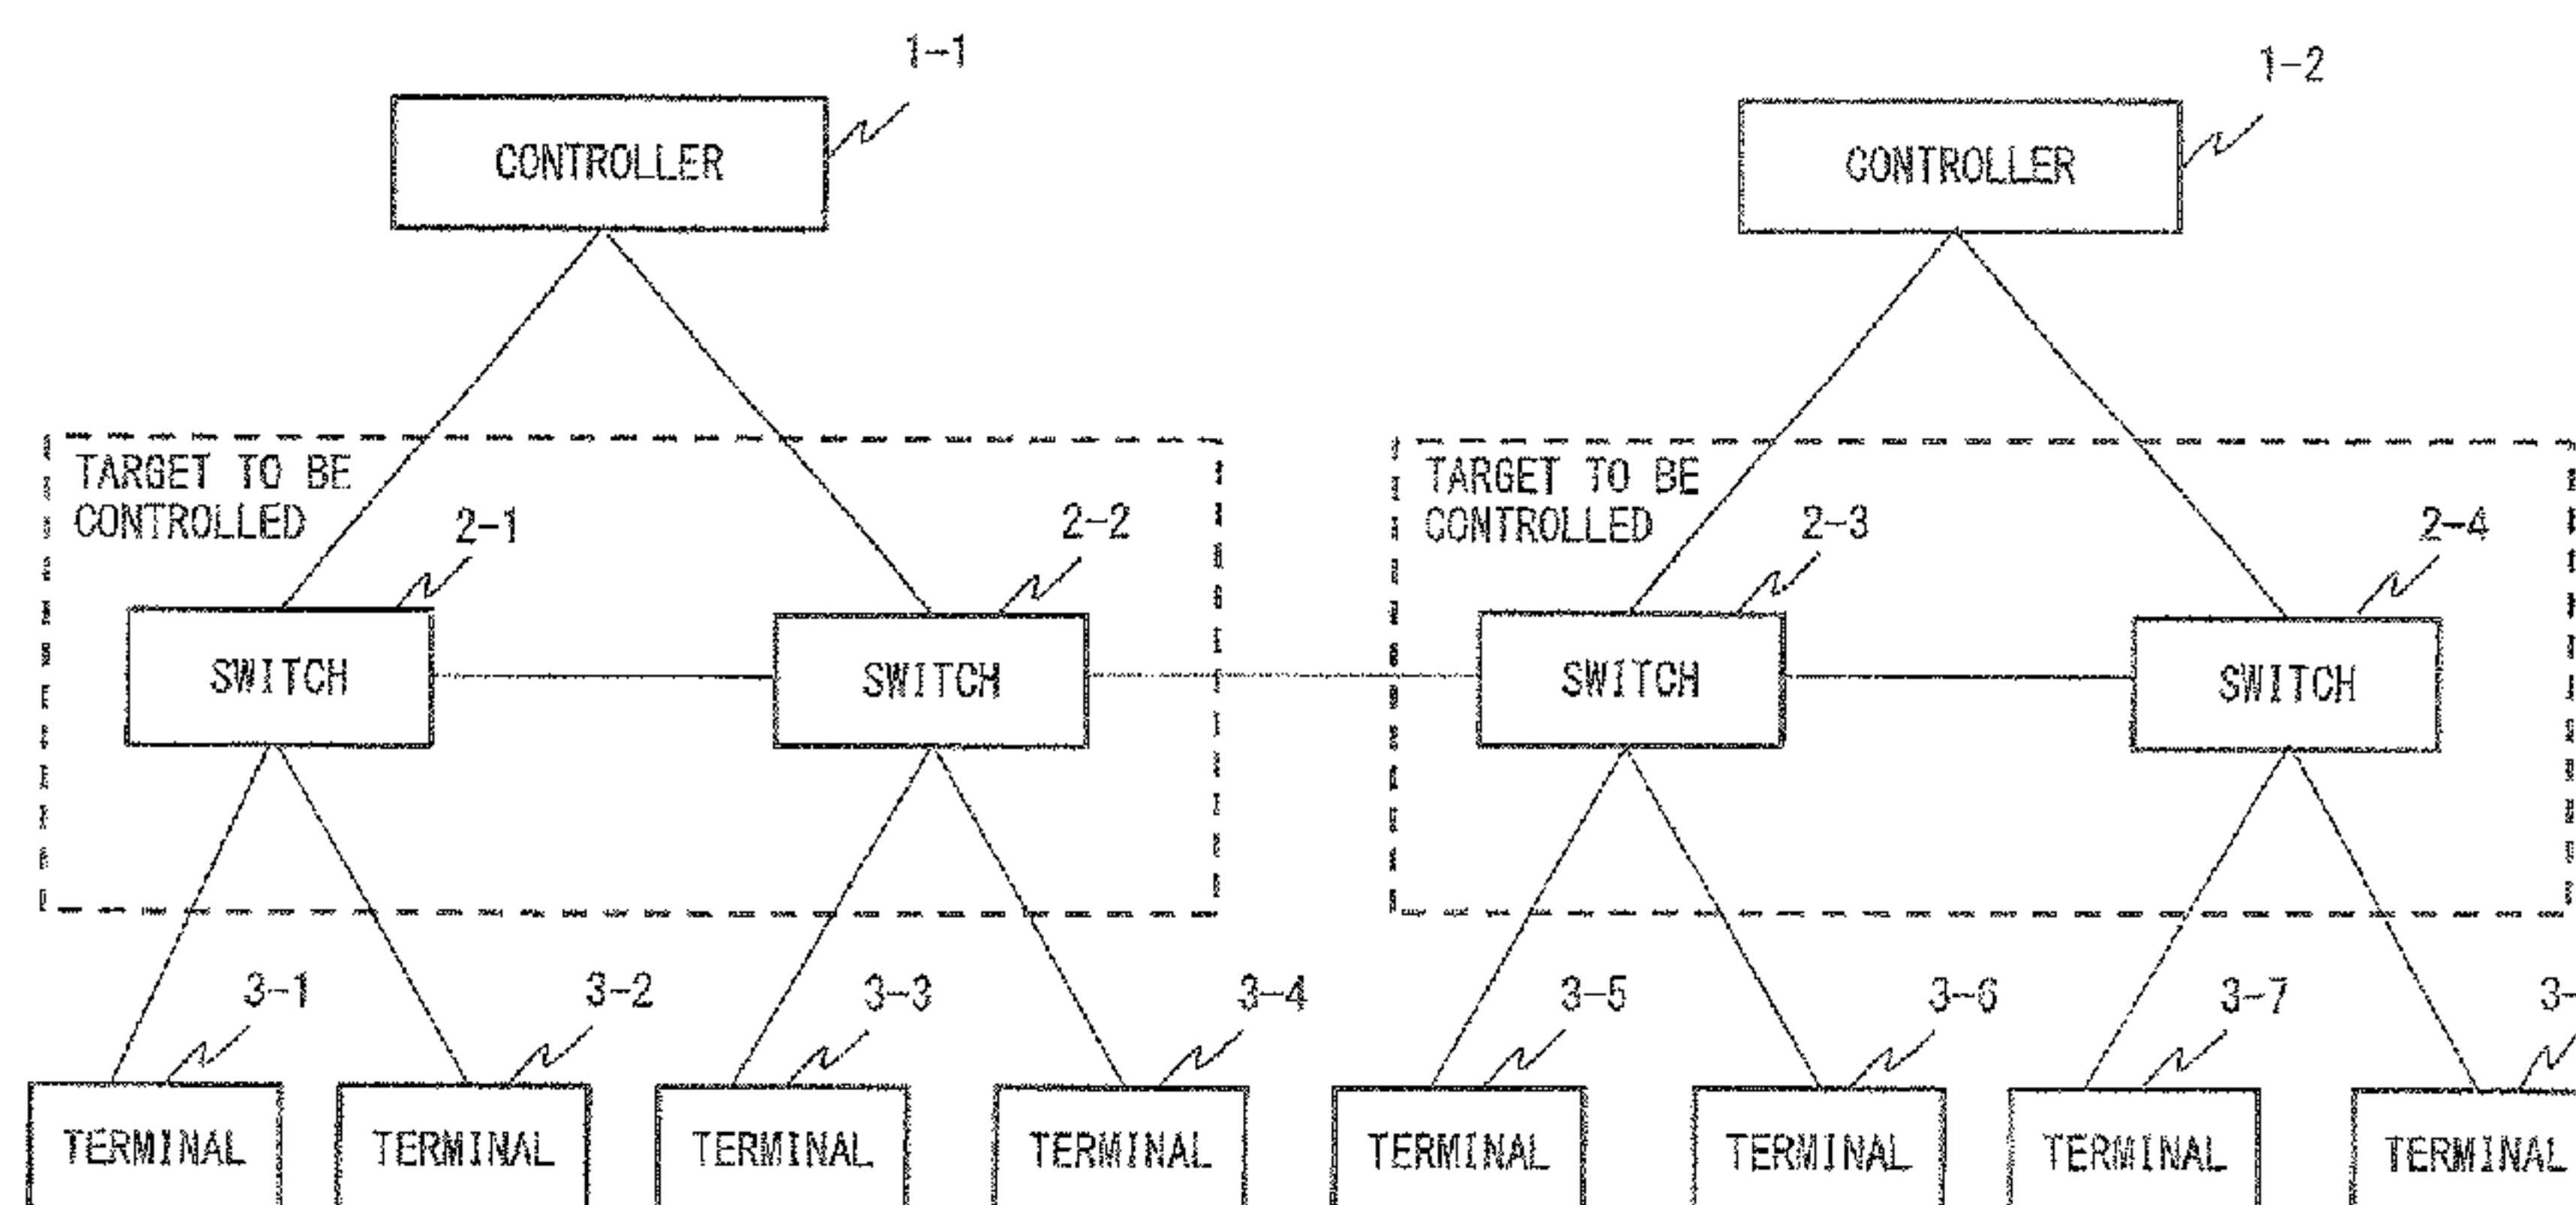 1-1
1-2
CONTROLLER
CONTROLLER
TARGET TO BE
CONTROLLED
TARGET TO BE
CONTROLLED
2-1
2-2
2-3
2-4
SWITCH
SWITCH
SWITCH
SWITCH
3-1
3-2
3-3
3-4
3-5
3-6
3-7
3-
TERMINAL
TERMINAL
TERMINAL
TERMINAL
TERMINAL
TERMINAL
TERMINAL
TERMINAL